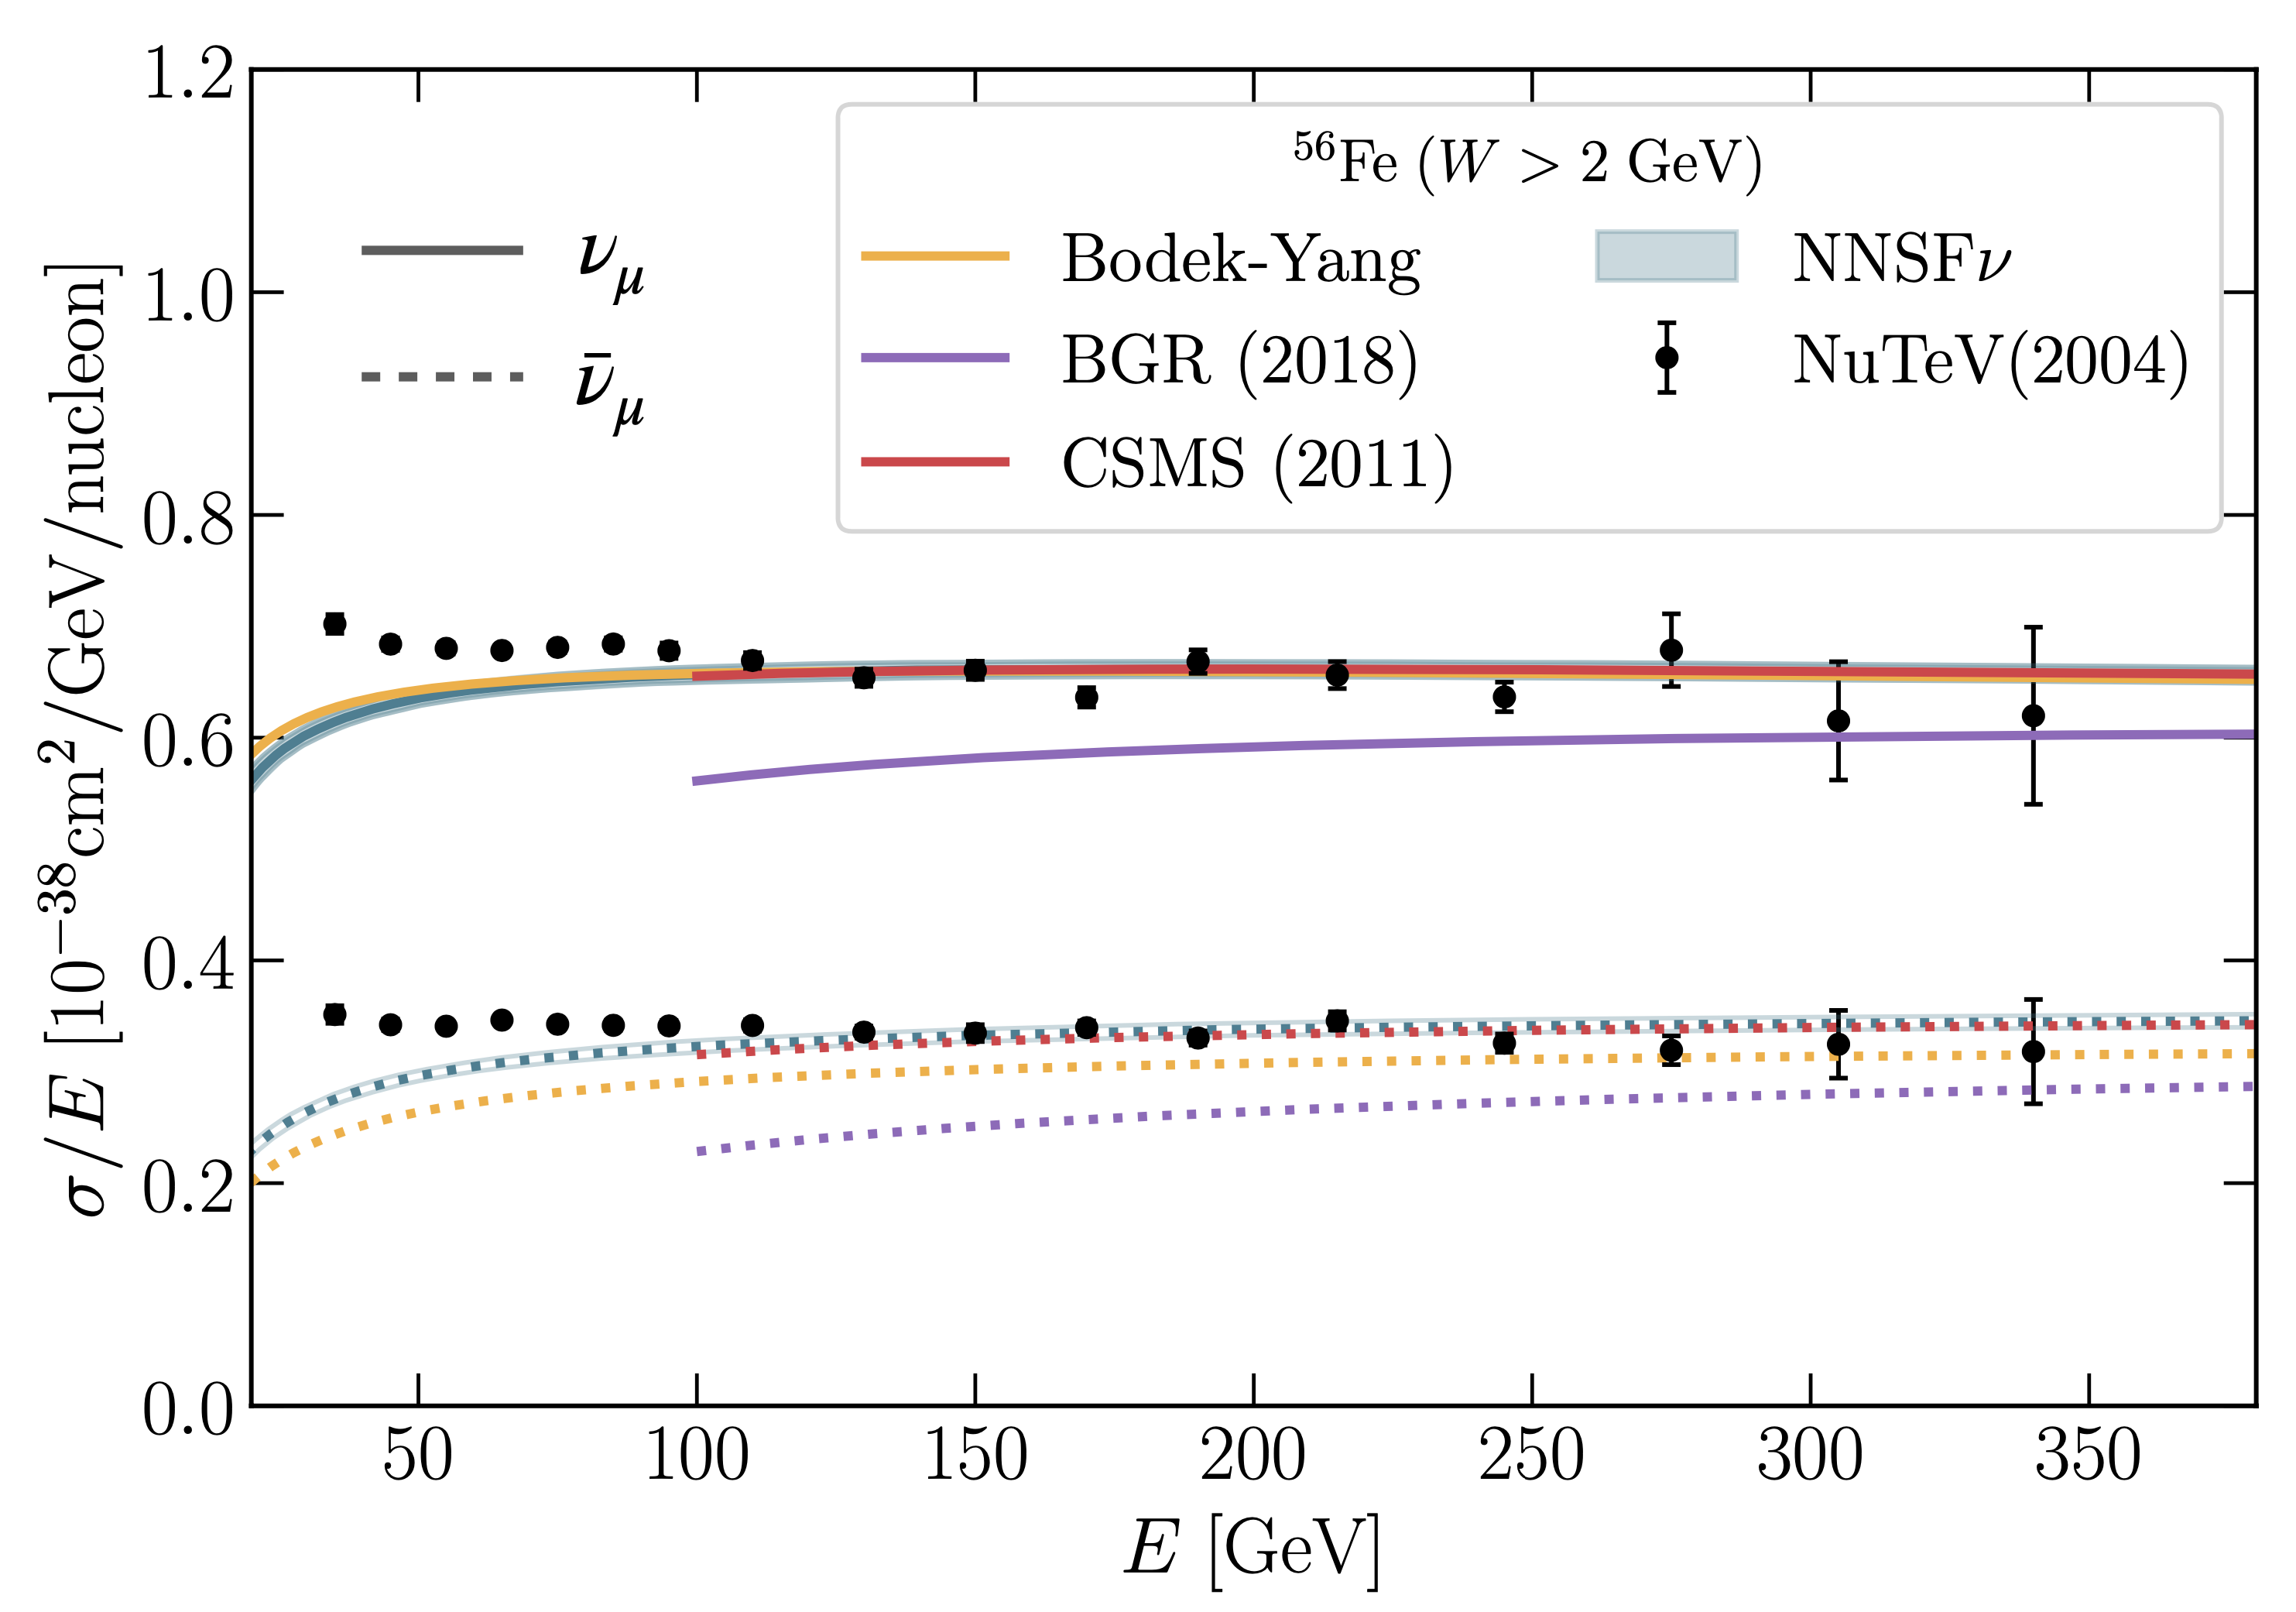 1.2
1.0
0.8
0.6
0.4
0.2
0.0
σ/E [10⁻³⁸cm²/GeV/nucleon]
ν_μ
ν̄_μ
⁵⁶Fe (W > 2 GeV)
Bodek-Yang
BGR (2018)
CSMS (2011)
NNSFν
NuTeV(2004)
50 100 150 200 250 300 350
E [GeV]